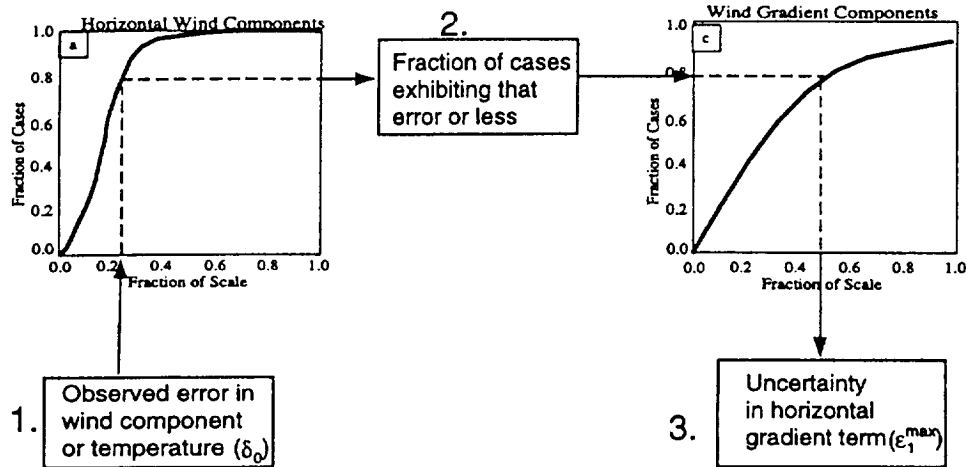 Horizontal Wind Components
a
1.0
0.8
0.6
0.4
0.2
0.0
Fraction of Cases
0.0 0.2 0.4 0.6 0.8 1.0
Fraction of Scale
2.
Fraction of cases
exhibiting that
error or less
Wind Gradient Components
c
1.0
0.8
0.6
0.4
0.2
0.0
Fraction of Cases
0.0 0.2 0.4 0.6 0.8 1.0
Fraction of Scale
1.
Observed error in
wind component
or temperature (δ₀)
3.
Uncertainty
in horizontal
gradient term(ε₁ᵐᵃˣ)